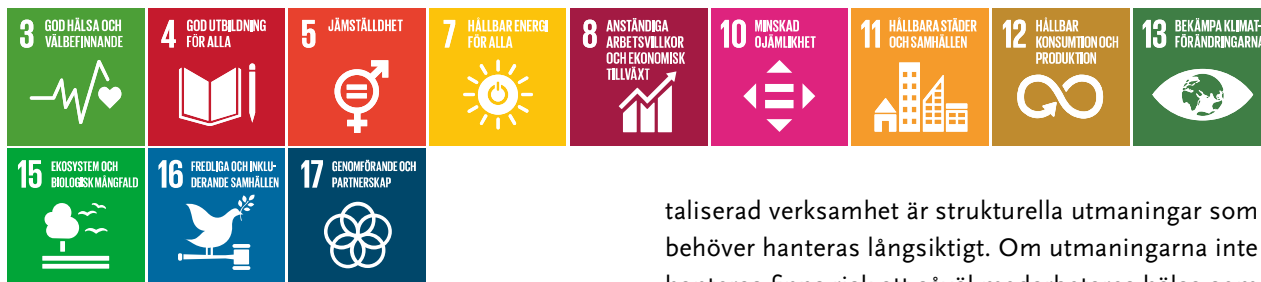 3 GOD HÄLSA OCH
VÄLBEFINNANDE
4 GOD UTBILDNING
FÖR ALLA
5 JÄMSTÄLLDHET
7 HÅLLBAR ENERGI
FÖR ALLA
8 ANSTÄNDIGA
ARBETSVILLKOR
OCH EKONOMISK
TILLVÄXT
10 MINSKAD
OJÄMLIKHET
11 HÅLLBARA STÄDER
OCH SAMHÄLLEN
12 HÅLLBAR
KONSUMTION OCH
PRODUKTION
13 BEKÄMPA KLIMAT-
FÖRÄNDRINGARNA
15 EKOSYSTEM OCH
BIOLOGISK MÅNGFALD
16 FREDLIGA OCH INKLU-
DERANDE SAMHÄLLEN
17 GENOMFÖRANDE OCH
PARTNERSKAP
taliserad verksamhet är strukturella utmaningar som
behöver hanteras långsiktigt. Om utmaningarna inte